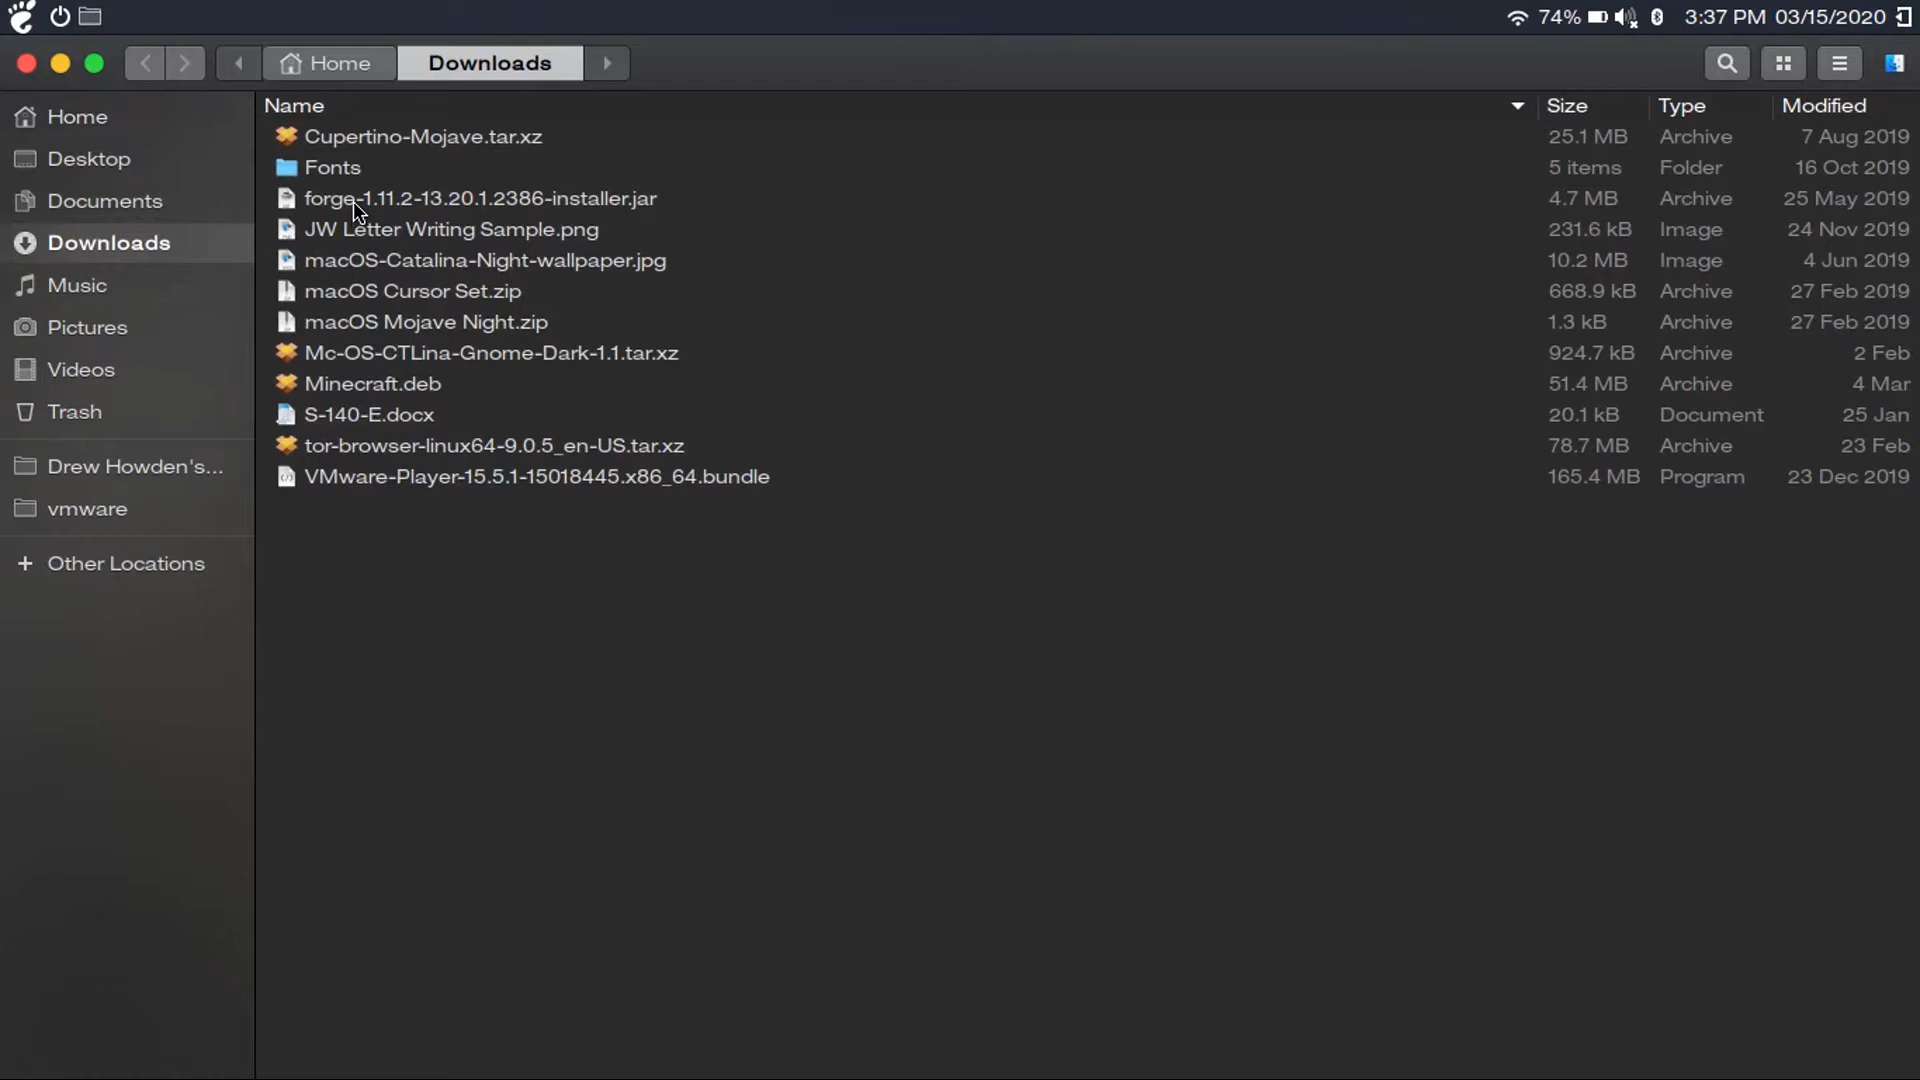 74% 3:37 PM 03/15/2020
Home Downloads
Home
Desktop
Documents
Downloads
Music
Pictures
Videos
Trash
Drew Howden's...
vmware
+ Other Locations
Name Size Type Modified
Cupertino-Mojave.tar.xz 25.1 MB Archive 7 Aug 2019
Fonts 5 items Folder 16 Oct 2019
forge-1.11.2-13.20.1.2386-installer.jar 4.7 MB Archive 25 May 2019
JW Letter Writing Sample.png 231.6 kB Image 24 Nov 2019
macOS-Catalina-Night-wallpaper.jpg 10.2 MB Image 4 Jun 2019
macOS Cursor Set.zip 668.9 kB Archive 27 Feb 2019
macOS Mojave Night.zip 1.3 kB Archive 27 Feb 2019
Mc-OS-CTLina-Gnome-Dark-1.1.tar.xz 924.7 kB Archive 2 Feb
Minecraft.deb 51.4 MB Archive 4 Mar
S-140-E.docx 20.1 kB Document 25 Jan
tor-browser-linux64-9.0.5_en-US.tar.xz 78.7 MB Archive 23 Feb
VMware-Player-15.5.1-15018445.x86_64.bundle 165.4 MB Program 23 Dec 2019